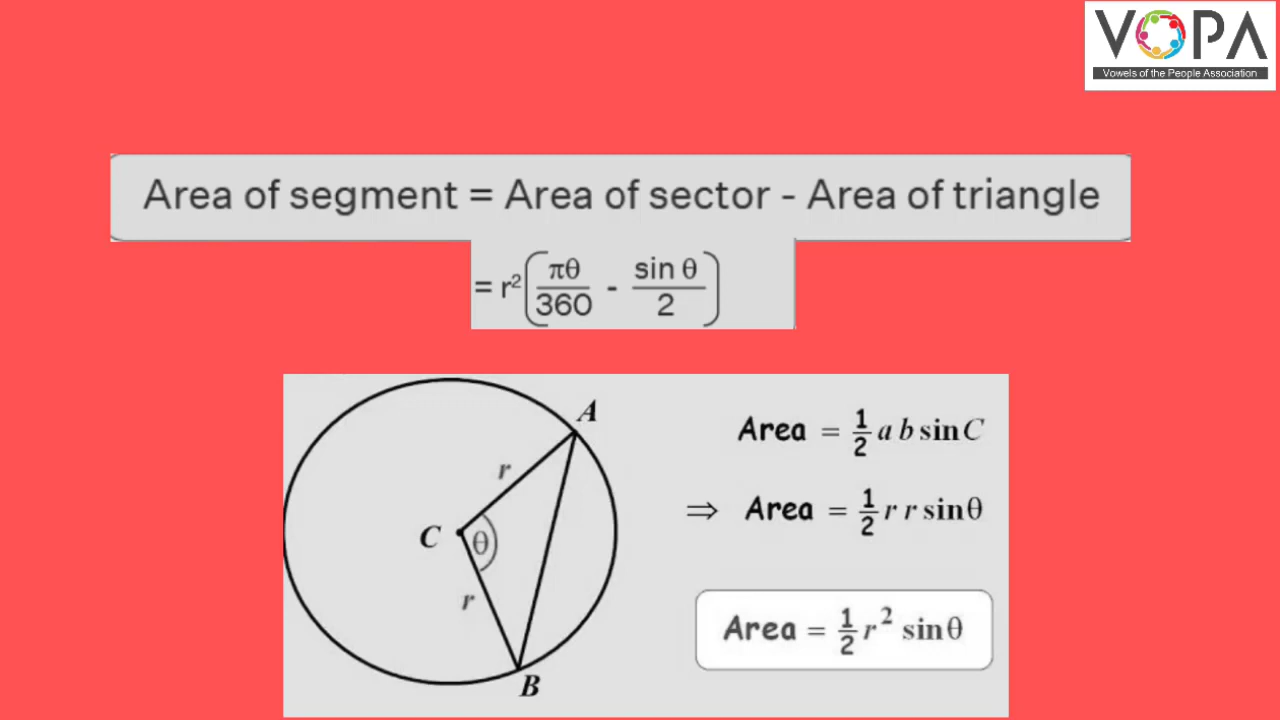 VOPA
Vowels of the People Association
Area of segment = Area of sector - Area of triangle
= r²(πθ/360 - sin θ/2)
A
r
C
θ
r
B
Area = 1/2 a b sin C
⇒ Area = 1/2 r r sinθ
Area = 1/2 r² sinθ